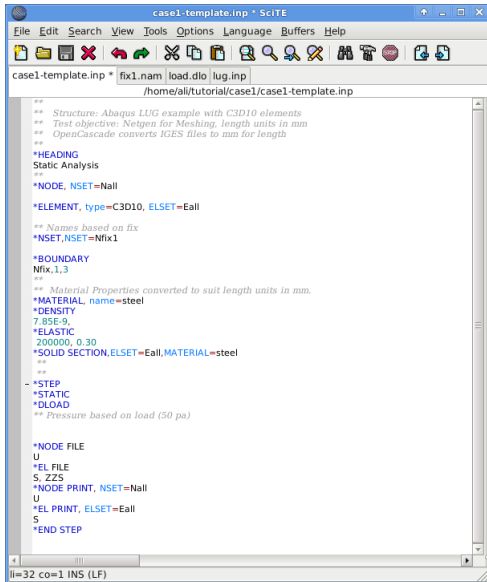 case1-template.inp * SciTE
File Edit Search View Tools Options Language Buffers Help
case1-template.inp * fix1.nam load.dlo lug.inp
/home/ali/tutorial/case1/case1-template.inp
**
** Structure: Abaqus LUG example with C3D10 elements
** Test objective: Netgen for Meshing, length units in mm
** OpenCascade converts IGES files to mm for length
**
*HEADING
Static Analysis
**
*NODE, NSET=Nall
*ELEMENT, type=C3D10, ELSET=Eall
** Names based on fix
*NSET,NSET=Nfix1
*BOUNDARY
Nfix,1,3
**
** Material Properties converted to suit length units in mm.
*MATERIAL, name=steel
*DENSITY
7.85E-9,
*ELASTIC
200000, 0.30
*SOLID SECTION,ELSET=Eall,MATERIAL=steel
**
**
*STEP
*STATIC
*DLOAD
** Pressure based on load (50 pa)
*NODE FILE
U
*EL FILE
S, ZZS
*NODE PRINT, NSET=Nall
U
*EL PRINT, ELSET=Eall
S
*END STEP
li=32 co=1 INS (LF)